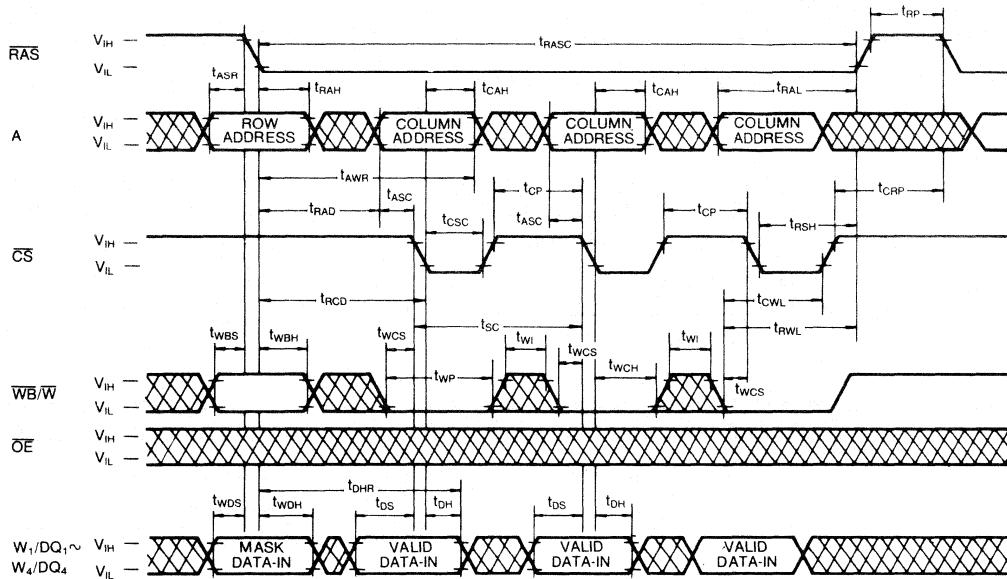 tRP
RAS VIH
VIL
tRASC
tASR tRAH tCAH tCAH tRAL
A VIH
VIL
ROW ADDRESS
COLUMN ADDRESS
COLUMN ADDRESS
COLUMN ADDRESS
tAWR
tRAD tASC tCP tCP tCRP
tCSC tASC tRSH
CS VIH
VIL
tRCD tCWL
tSC tRWL
tWBS tWBH tWCS tWI tWCS tWI
tWP tWCH tWCS
WB/W VIH
VIL
OE VIH
VIL
tDHR
tWDS tWDH tDS tDH tDS tDH
W1/DQ1~ VIH
W4/DQ4 VIL
MASK DATA-IN
VALID DATA-IN
VALID DATA-IN
VALID DATA-IN